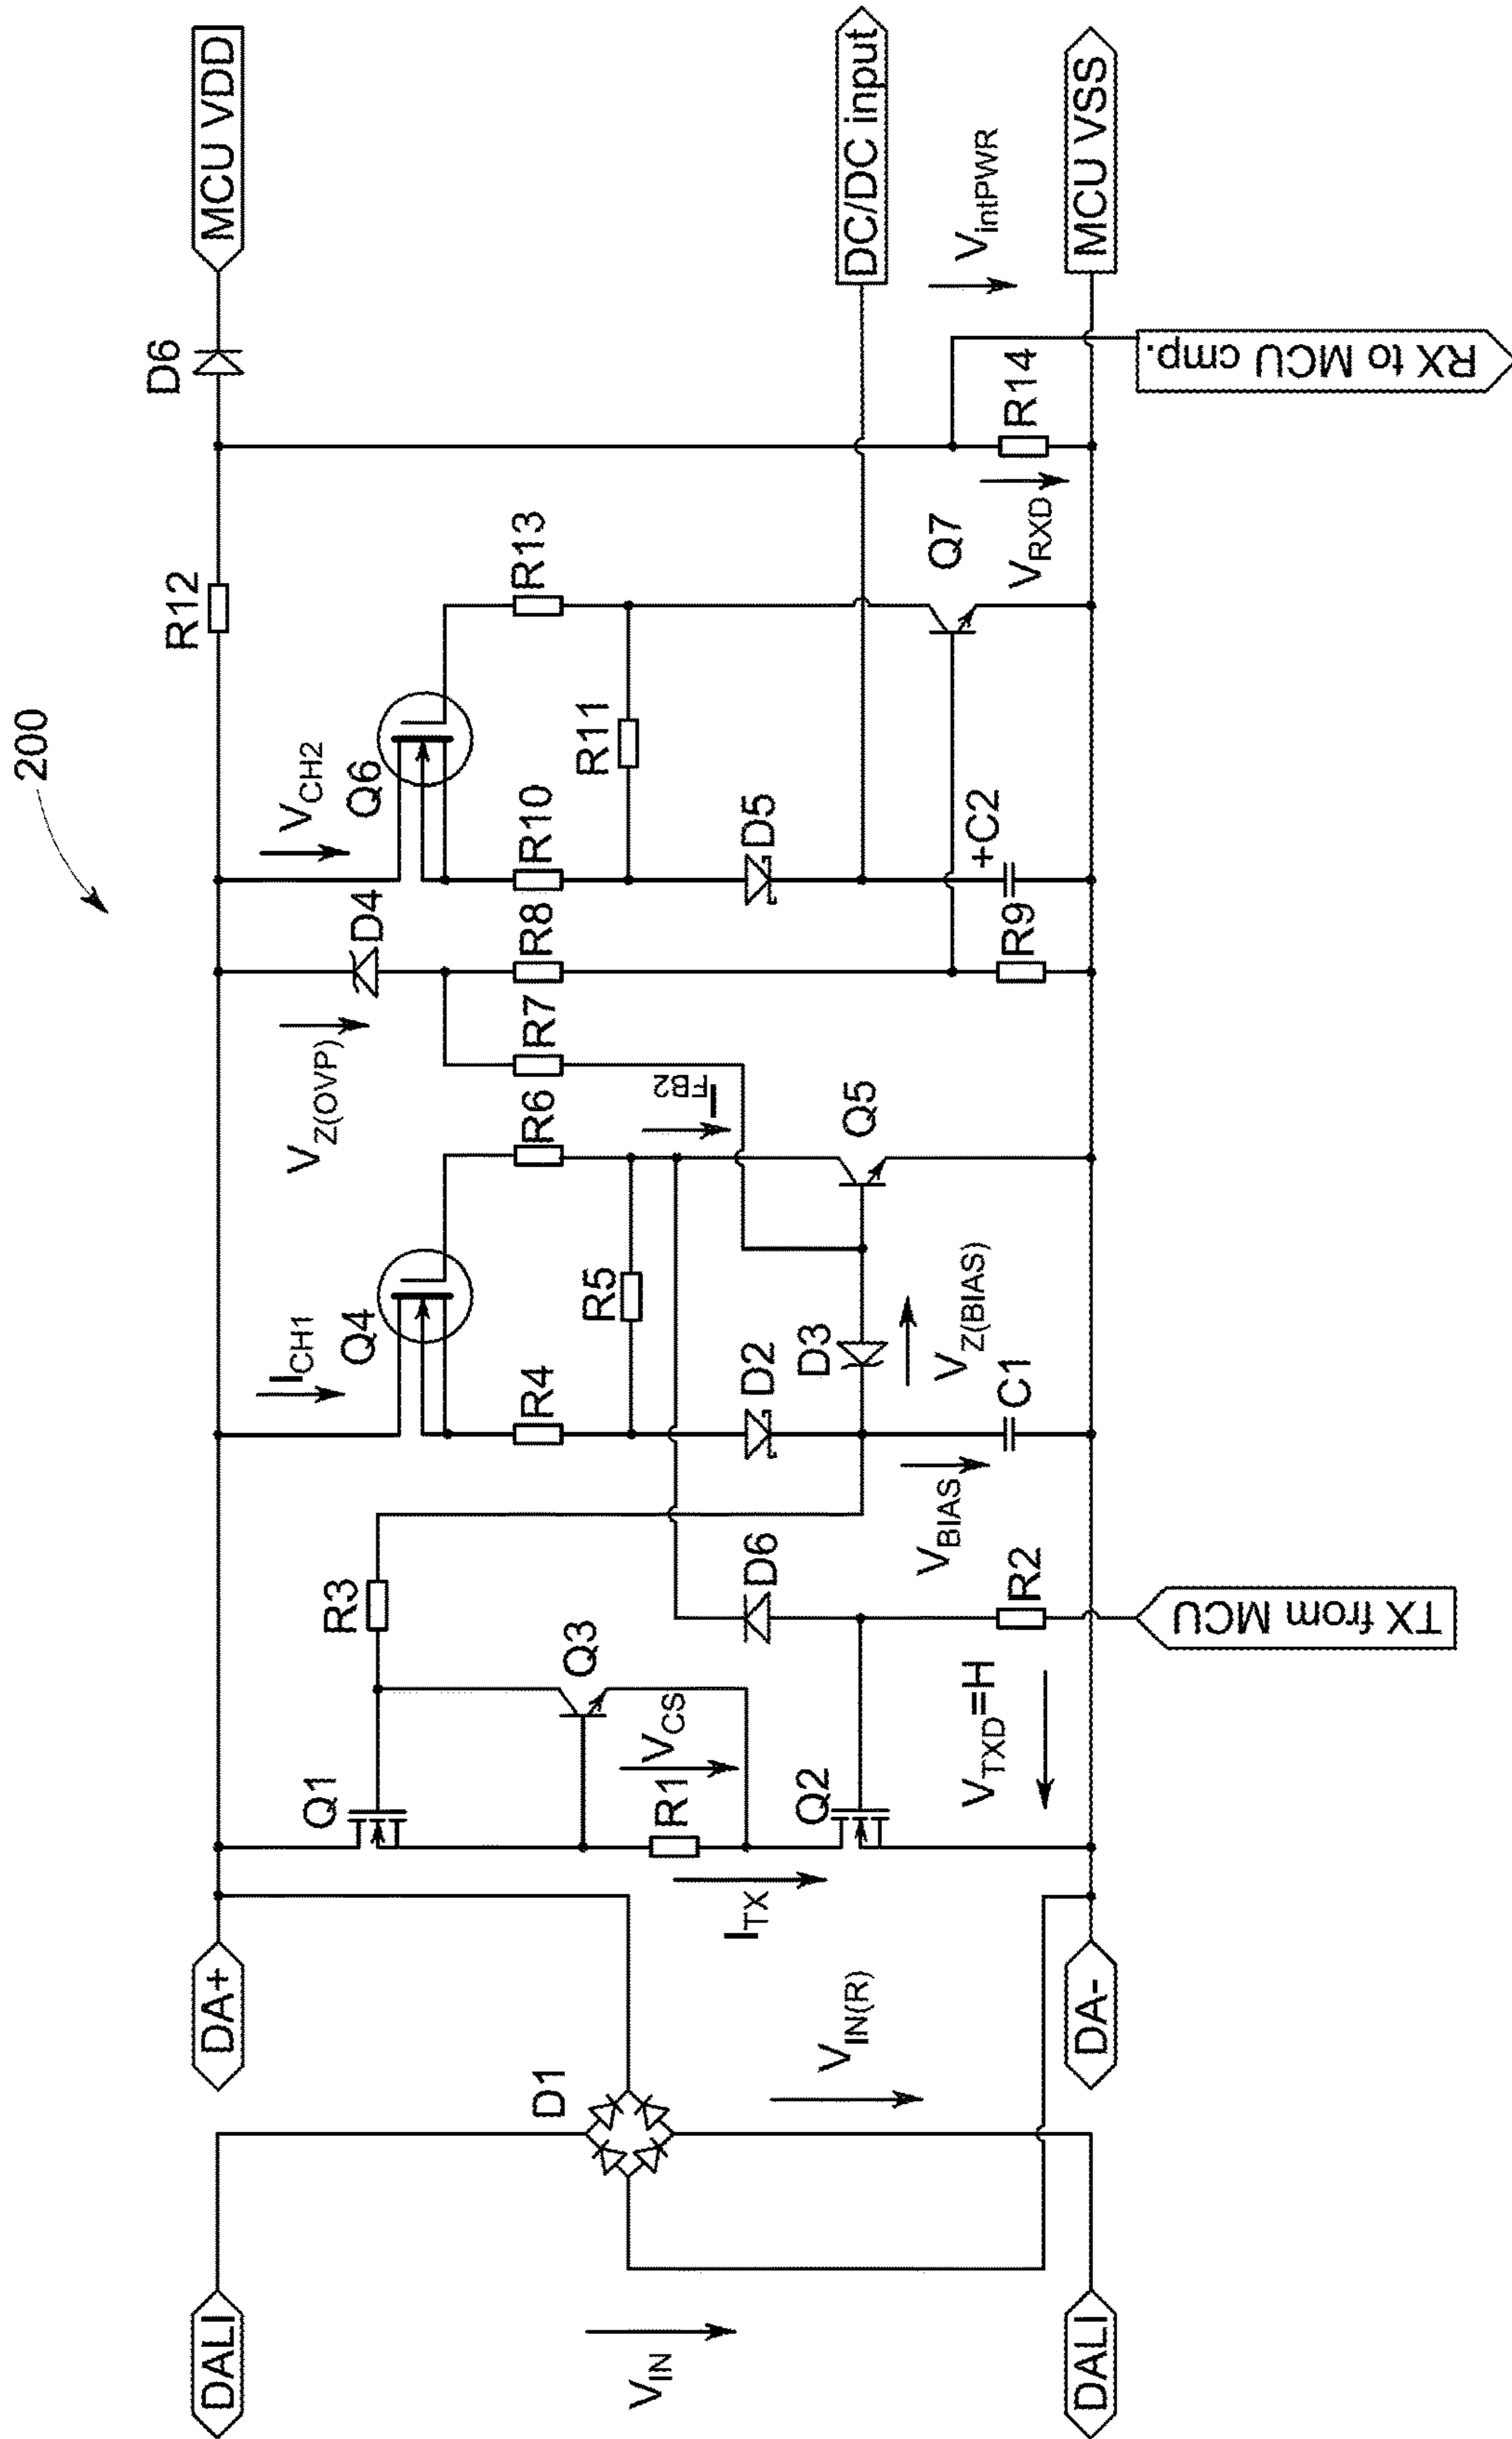 200
DALI
DALI
V_IN
D1
V_IN(R)
DA+
DA-
Q1
I_TX
R1
V_CS
Q2
Q3
R3
V_TXD=H
TX from MCU
R2
D6
V_BIAS
C1
I_CH1
Q4
R4
D2
D3
V_Z(BIAS)
R5
Q5
R6
I_FB2
R7
V_Z(OVP)
D4
R8
R9
V_CH2
Q6
R10
D5
+C2
R11
R12
R13
Q7
V_RXD
R14
RX to MCU cmp.
D6
V_intPWR
MCU VDD
DC/DC input
MCU VSS